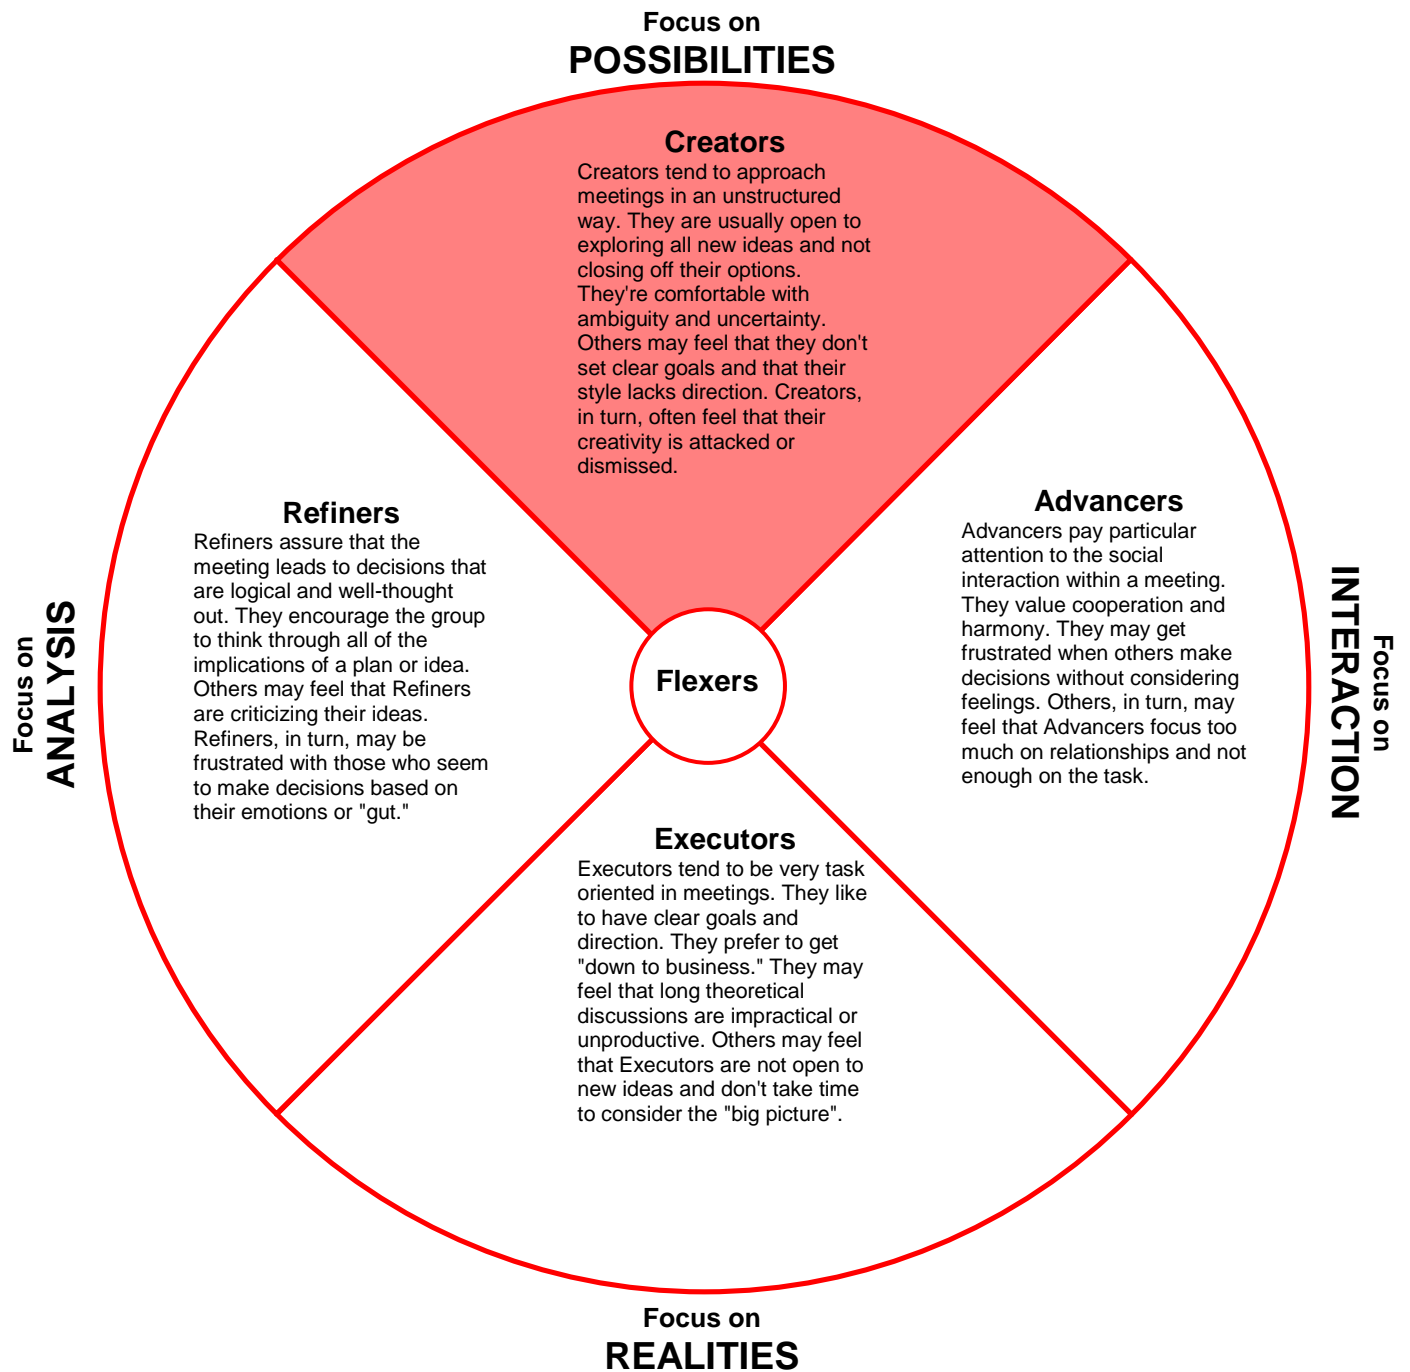 Focus on
POSSIBILITIES
Creators
Creators tend to approach
meetings in an unstructured
way. They are usually open to
exploring all new ideas and not
closing off their options.
They're comfortable with
ambiguity and uncertainty.
Others may feel that they don't
set clear goals and that their
style lacks direction. Creators,
in turn, often feel that their
creativity is attacked or
dismissed.
Focus on
ANALYSIS
Refiners
Refiners assure that the
meeting leads to decisions that
are logical and well-thought
out. They encourage the group
to think through all of the
implications of a plan or idea.
Others may feel that Refiners
are criticizing their ideas.
Refiners, in turn, may be
frustrated with those who seem
to make decisions based on
their emotions or "gut."
Flexers
Advancers
Advancers pay particular
attention to the social
interaction within a meeting.
They value cooperation and
harmony. They may get
frustrated when others make
decisions without considering
feelings. Others, in turn, may
feel that Advancers focus too
much on relationships and not
enough on the task.
Focus on
INTERACTION
Executors
Executors tend to be very task
oriented in meetings. They like
to have clear goals and
direction. They prefer to get
"down to business." They may
feel that long theoretical
discussions are impractical or
unproductive. Others may feel
that Executors are not open to
new ideas and don't take time
to consider the "big picture".
Focus on
REALITIES